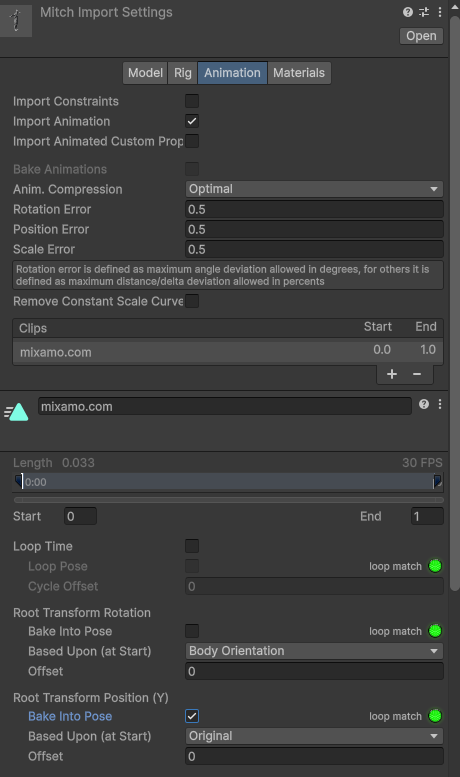 Mitch Import Settings
Open
Model Rig Animation Materials
Import Constraints
Import Animation
Import Animated Custom Prop
Bake Animations
Anim. Compression Optimal
Rotation Error 0.5
Position Error 0.5
Scale Error 0.5
Rotation error is defined as maximum angle deviation allowed in degrees, for others it is
defined as maximum distance/delta deviation allowed in percents
Remove Constant Scale Curve
Clips Start End
mixamo.com 0.0 1.0
+ −
mixamo.com
Length 0.033 30 FPS
0:00
Start 0 End 1
Loop Time
Loop Pose loop match
Cycle Offset 0
Root Transform Rotation
Bake Into Pose loop match
Based Upon (at Start) Body Orientation
Offset 0
Root Transform Position (Y)
Bake Into Pose loop match
Based Upon (at Start) Original
Offset 0